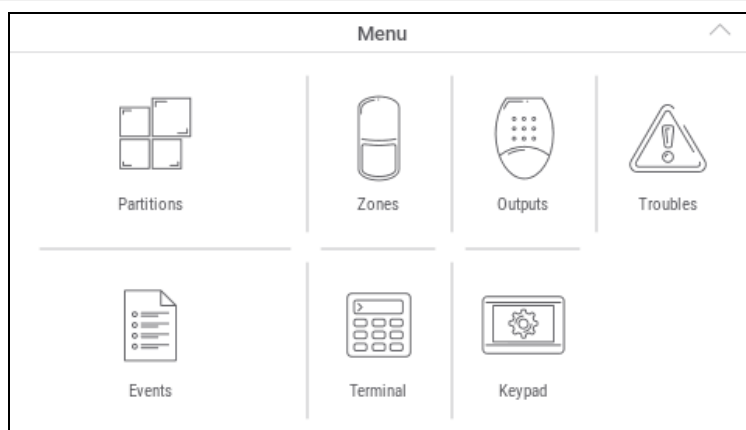 Menu
Partitions
Zones
Outputs
Troubles
Events
Terminal
Keypad